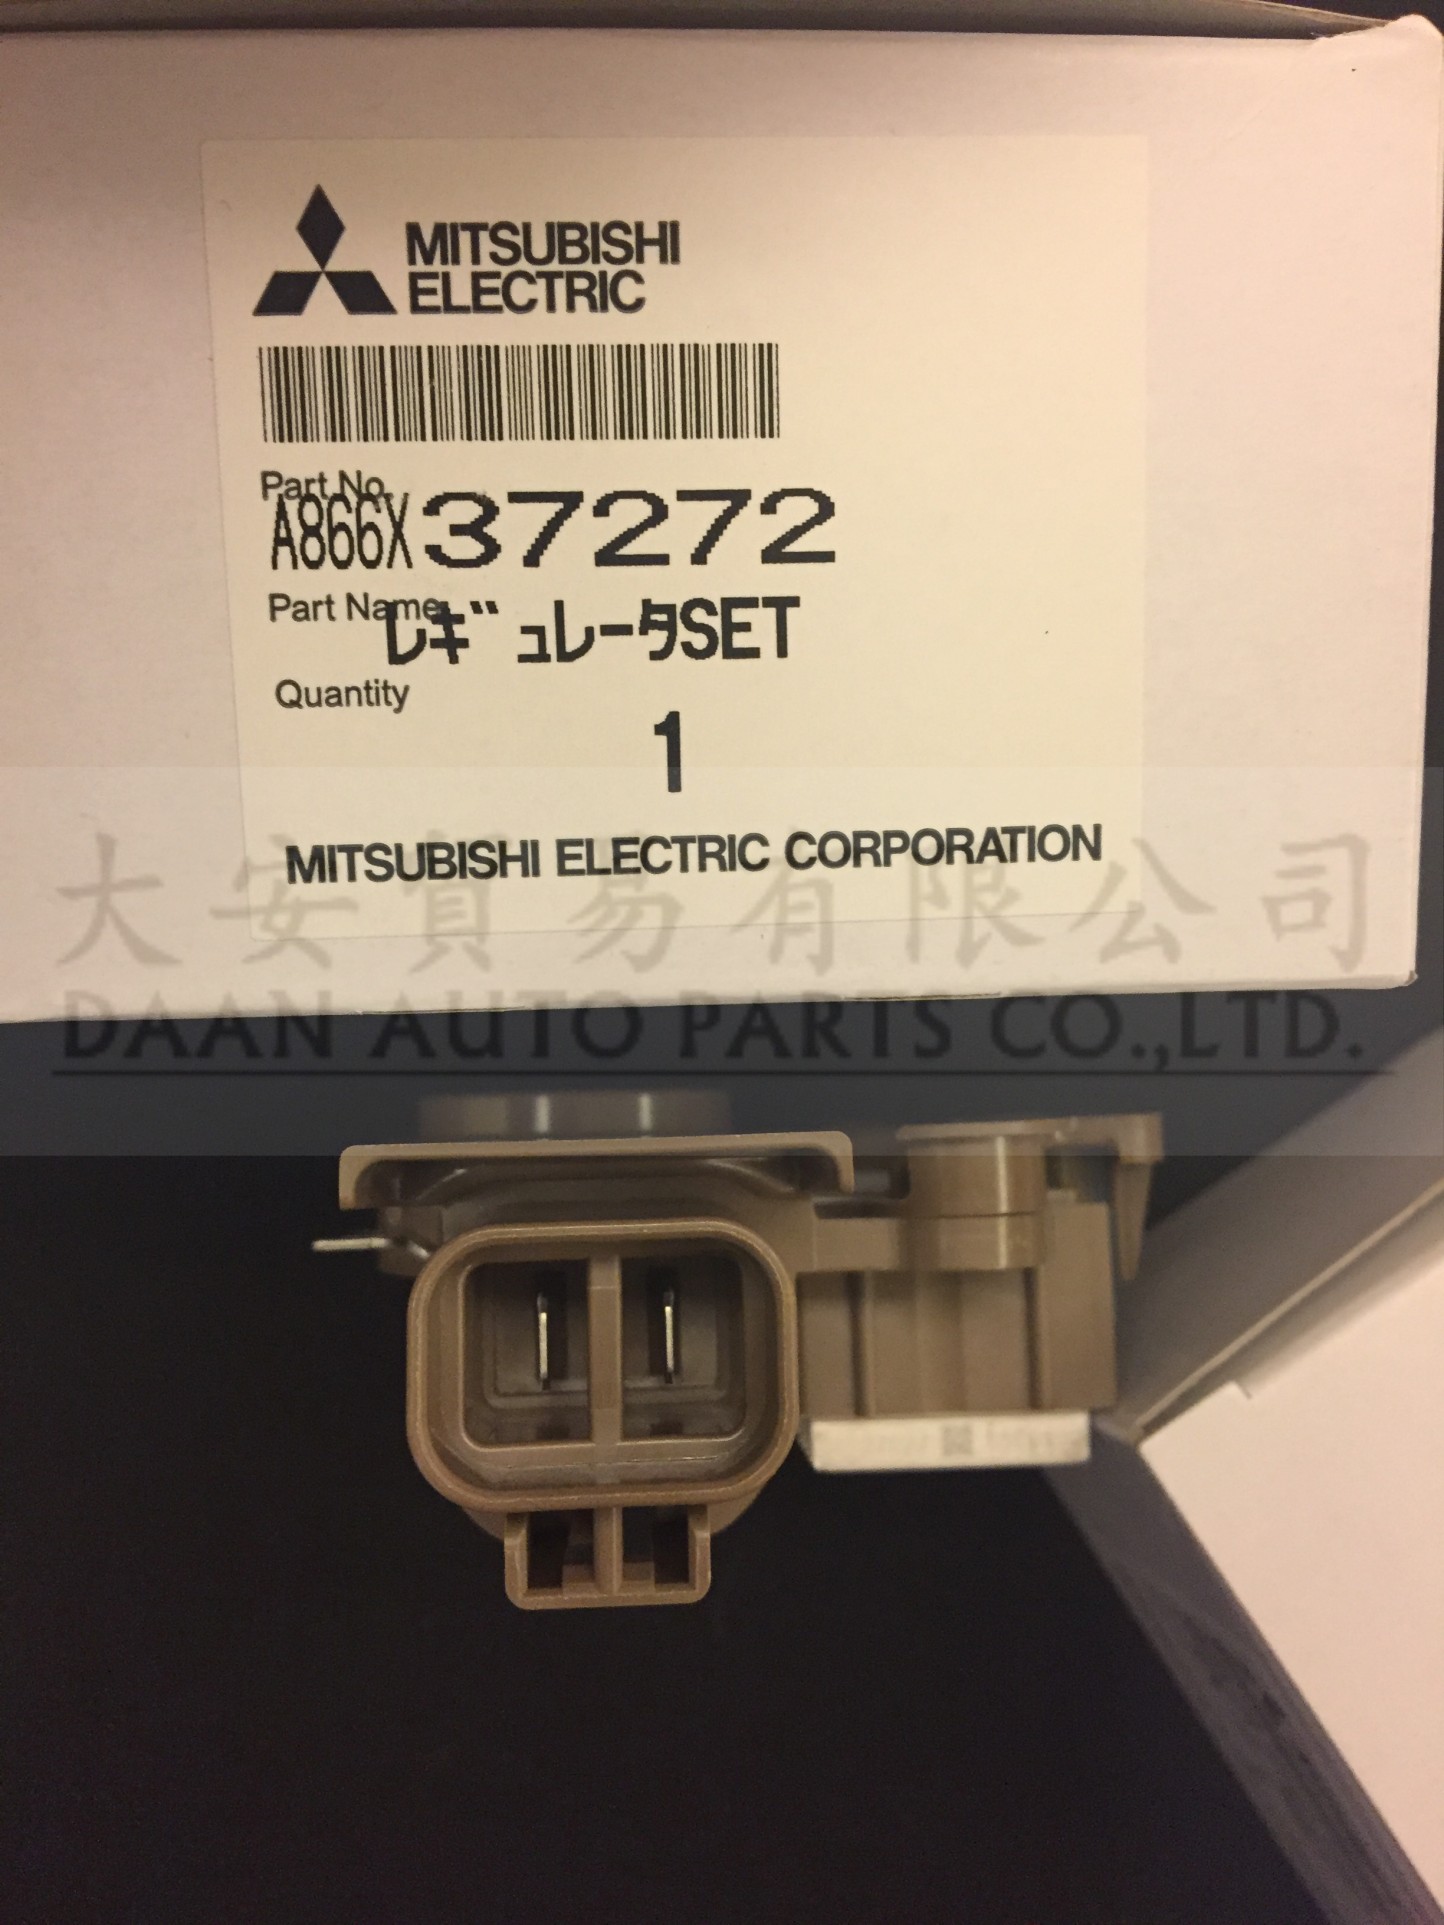 MITSUBISHI
ELECTRIC
Part No.
A866X37272
Part Name
レギュレータSET
Quantity
1
MITSUBISHI ELECTRIC CORPORATION
大安貿易有限公司
DAAN AUTO PARTS CO.,LTD.